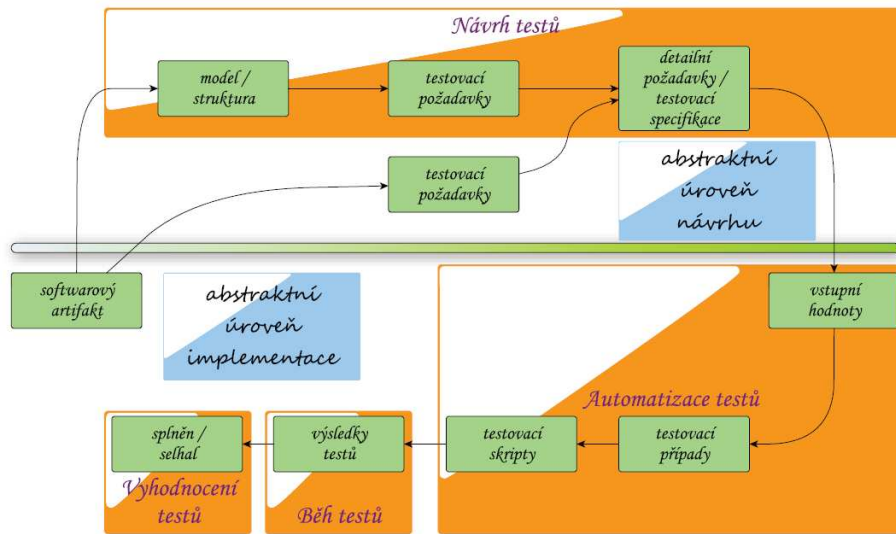 Návrh testů
model /
struktura
testovací
požadavky
detailní
požadavky /
testovací
specifikace
testovací
požadavky
abstraktní
úroveň
návrhu
softwarový
artifakt
abstraktní
úroveň
implementace
vstupní
hodnoty
Automatizace testů
splněn /
selhal
výsledky
testů
testovací
skripty
testovací
případy
Vyhodnocení
testů
Běh testů